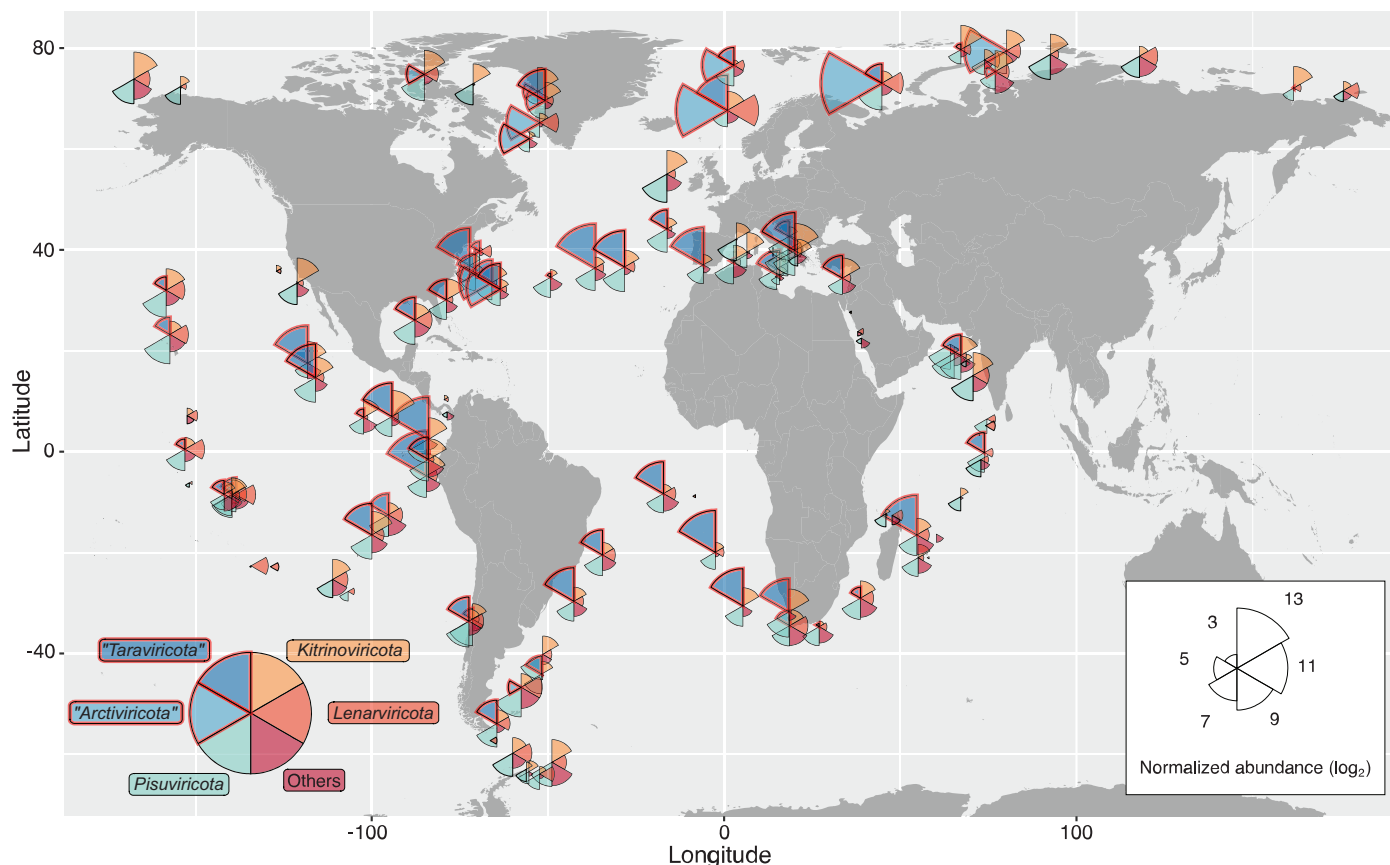 80
40
0
-40
Latitude
-100
0
100
Longitude
"Taraviricota"
Kitrinoviricota
"Arctiviricota"
Lenarviricota
Pisuviricota
Others
13
3
5
11
7
9
Normalized abundance (log2)